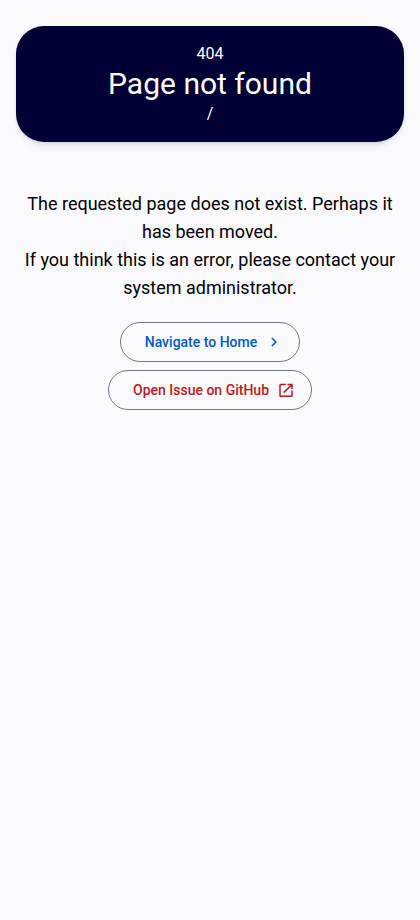 404
Page not found
/
The requested page does not exist. Perhaps it
has been moved.
If you think this is an error, please contact your
system administrator.
Navigate to Home
Open Issue on GitHub